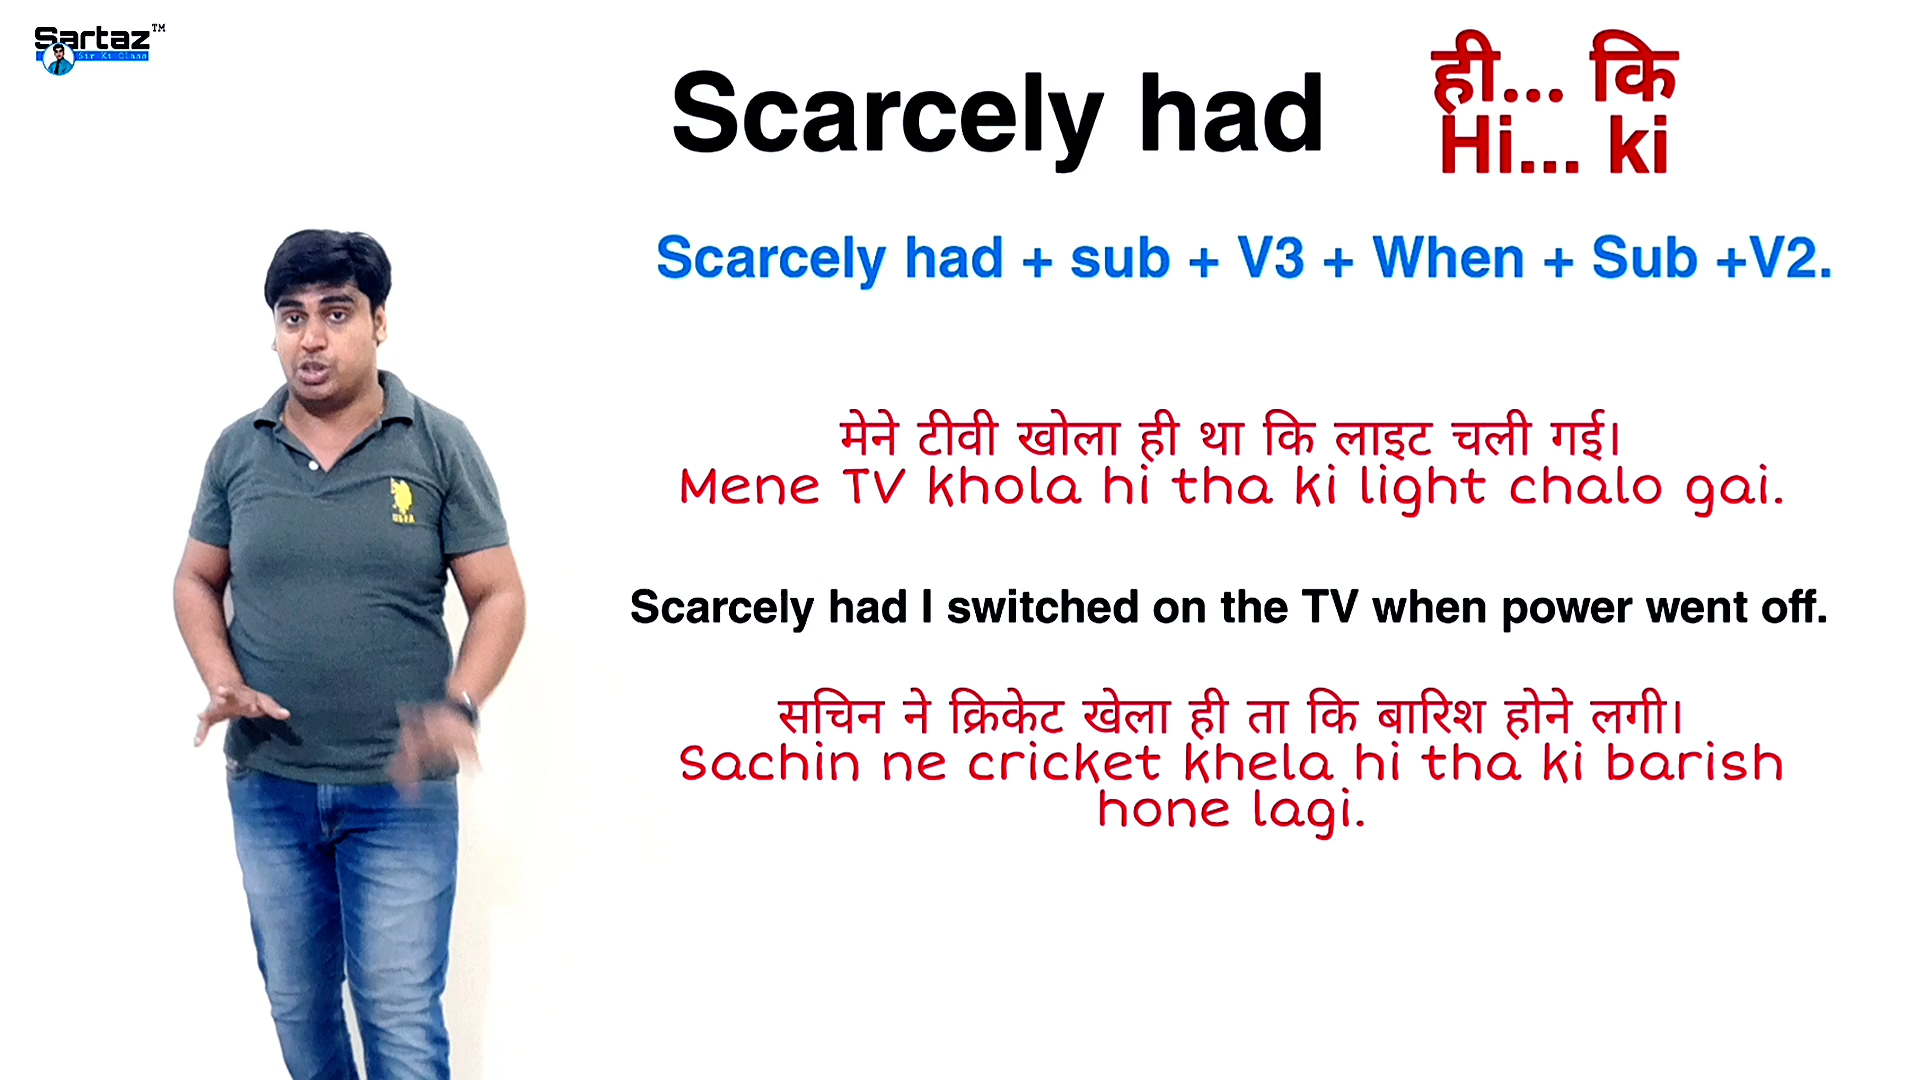 Sartaz™
Sir Ki Class
Scarcely had
ही... कि
Hi... ki
Scarcely had + sub + V3 + When + Sub +V2.
मेने टीवी खोला ही था कि लाइट चली गई।
Mene TV khola hi tha ki light chalo gai.
Scarcely had I switched on the TV when power went off.
सचिन ने क्रिकेट खेला ही ता कि बारिश होने लगी।
Sachin ne cricket khela hi tha ki barish
hone lagi.